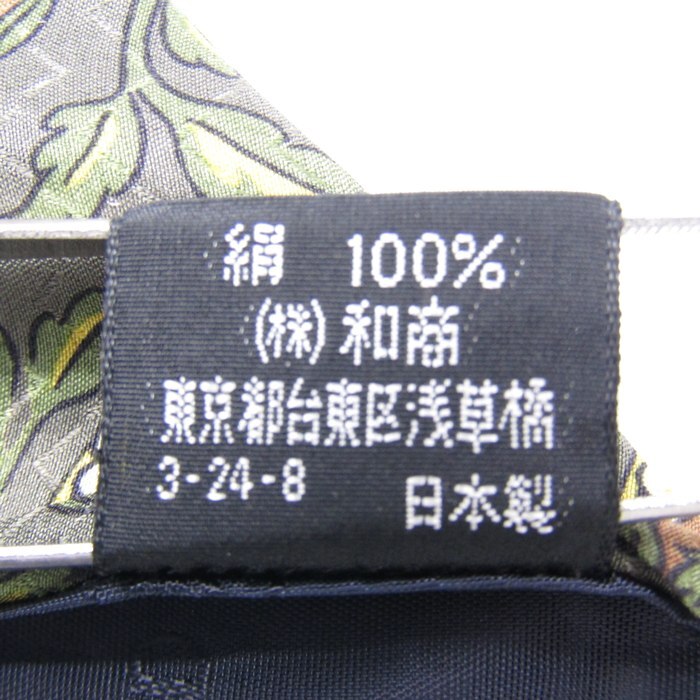 絹 100%
(株)和商
東京都台東区浅草橋
3-24-8
日本製